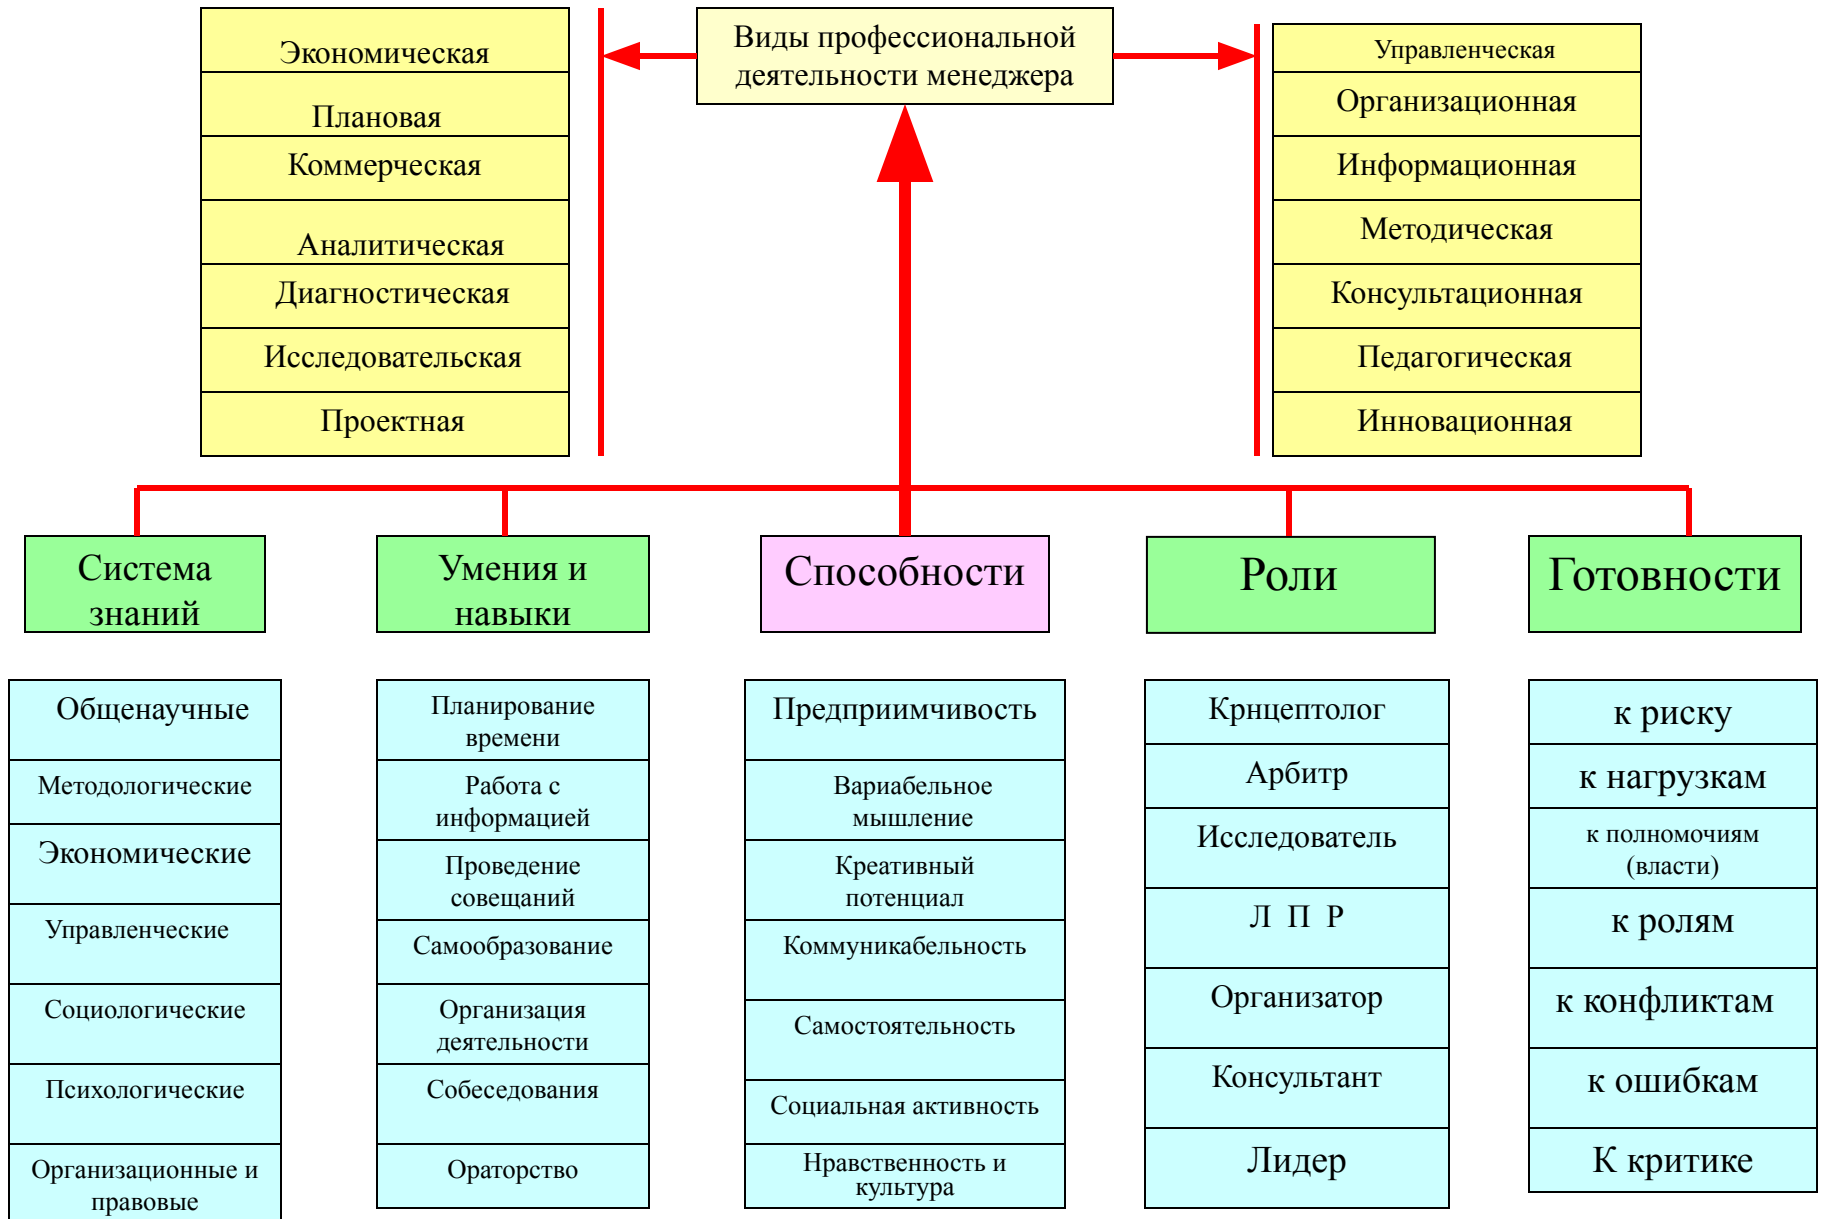 Виды профессиональной
деятельности менеджера
Экономическая
Плановая
Коммерческая
Аналитическая
Диагностическая
Исследовательская
Проектная
Управленческая
Организационная
Информационная
Методическая
Консультационная
Педагогическая
Инновационная
Система
знаний
Общенаучные
Методологические
Экономические
Управленческие
Социологические
Психологические
Организационные и
правовые
Умения и
навыки
Планирование
времени
Работа с
информацией
Проведение
совещаний
Самообразование
Организация
деятельности
Собеседования
Ораторство
Способности
Предприимчивость
Вариабельное
мышление
Креативный
потенциал
Коммуникабельность
Самостоятельность
Социальная активность
Нравственность и
культура
Роли
Крнцептолог
Арбитр
Исследователь
Л П Р
Организатор
Консультант
Лидер
Готовности
к риску
к нагрузкам
к полномочиям
(власти)
к ролям
к конфликтам
к ошибкам
К критике